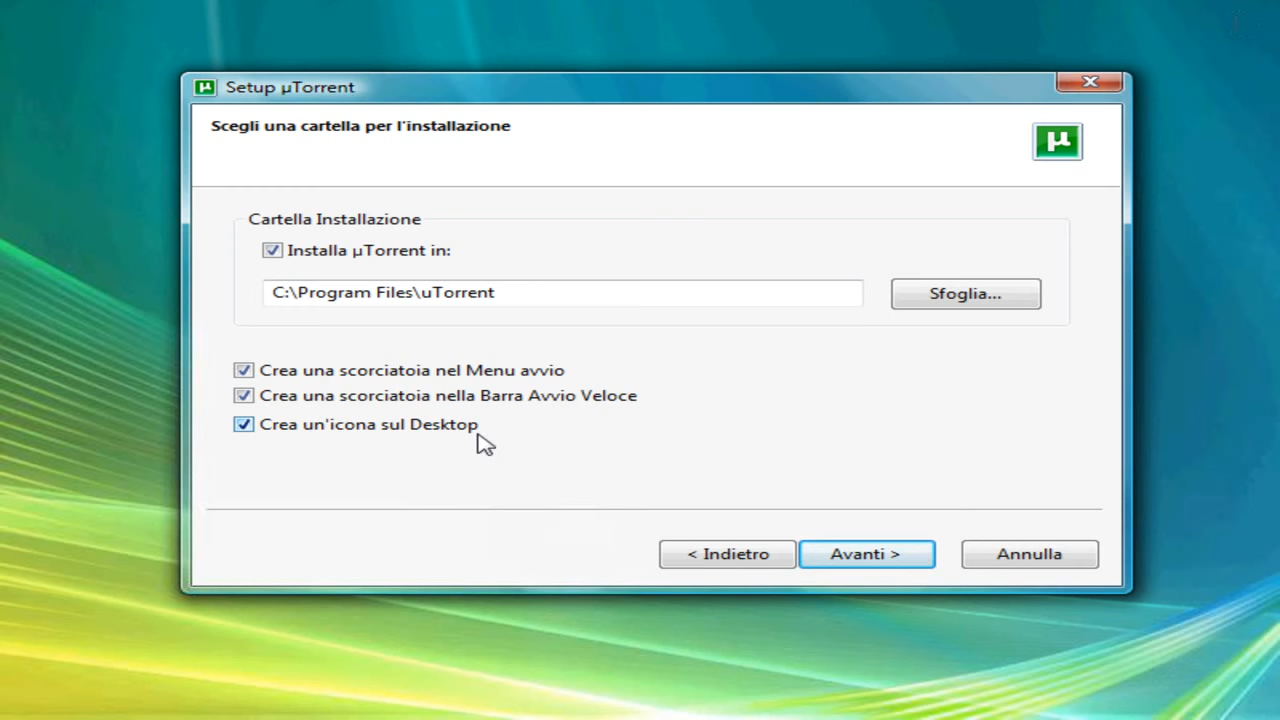 Setup µTorrent
Scegli una cartella per l'installazione
µ
Cartella Installazione
Installa µTorrent in:
C:\Program Files\uTorrent
Sfoglia...
Crea una scorciatoia nel Menu avvio
Crea una scorciatoia nella Barra Avvio Veloce
Crea un'icona sul Desktop
< Indietro
Avanti >
Annulla